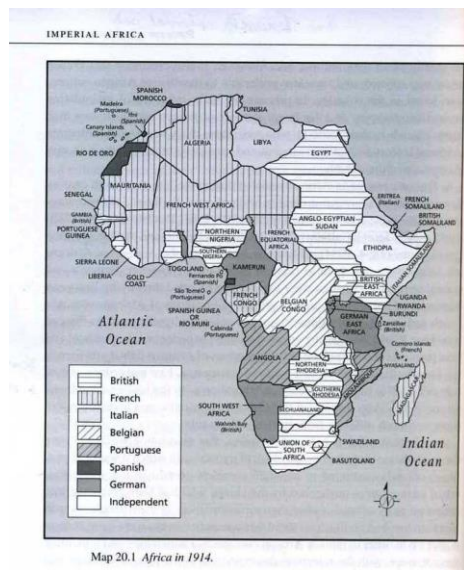 IMPERIAL AFRICA
SPANISH
MOROCCO
Madeira
(Portuguese)
Ifni
(Spanish)
Canary Islands
(Spanish)
TUNISIA
RIO DE ORO
ALGERIA
LIBYA
EGYPT
MAURITANIA
SENEGAL
FRENCH WEST AFRICA
ERITREA
(Italian)
FRENCH
SOMALILAND
BRITISH
SOMALILAND
GAMBIA
(British)
PORTUGUESE
GUINEA
ANGLO-EGYPTIAN
SUDAN
NORTHERN
NIGERIA
FRENCH
EQUATORIAL
AFRICA
SOUTHERN
NIGERIA
ETHIOPIA
ITALIAN SOMALILAND
SIERRA LEONE
LIBERIA
GOLD
COAST
TOGOLAND
KAMERUN
Fernando Po
(Spanish)
São Tomé
(Portuguese)
FRENCH
CONGO
BRITISH
EAST
AFRICA
UGANDA
RWANDA
BURUNDI
SPANISH GUINEA
OR
RIO MUNI
BELGIAN
CONGO
GERMAN
EAST
AFRICA
Zanzibar
(British)
Cabinda
(Portuguese)
Atlantic
Ocean
Comoro Islands
(French)
ANGOLA
NYASALAND
NORTHERN
RHODESIA
MOZAMBIQUE
MADAGASCAR
SOUTHERN
RHODESIA
SOUTH WEST
AFRICA
BECHUANALAND
Walvish Bay
(British)
SWAZILAND
UNION OF
SOUTH
AFRICA
BASUTOLAND
Indian
Ocean
British
French
Italian
Belgian
Portuguese
Spanish
German
Independent
N
Map 20.1 Africa in 1914.